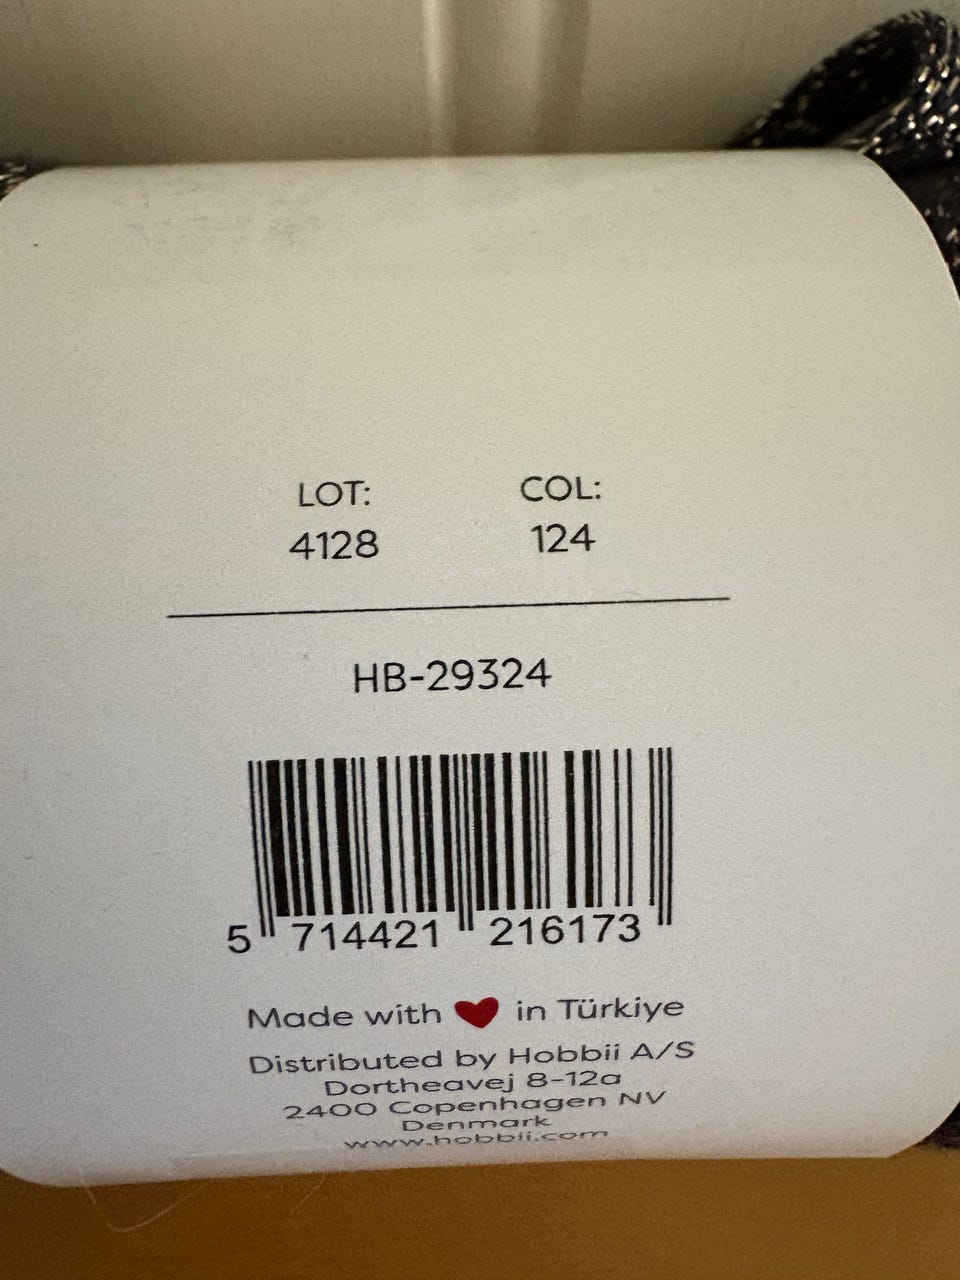 LOT: COL:
4128 124
HB-29324
5 714421 216173
Made with ❤ in Türkiye
Distributed by Hobbii A/S
Dortheavej 8-12a
2400 Copenhagen NV
Denmark
www.hobbii.com